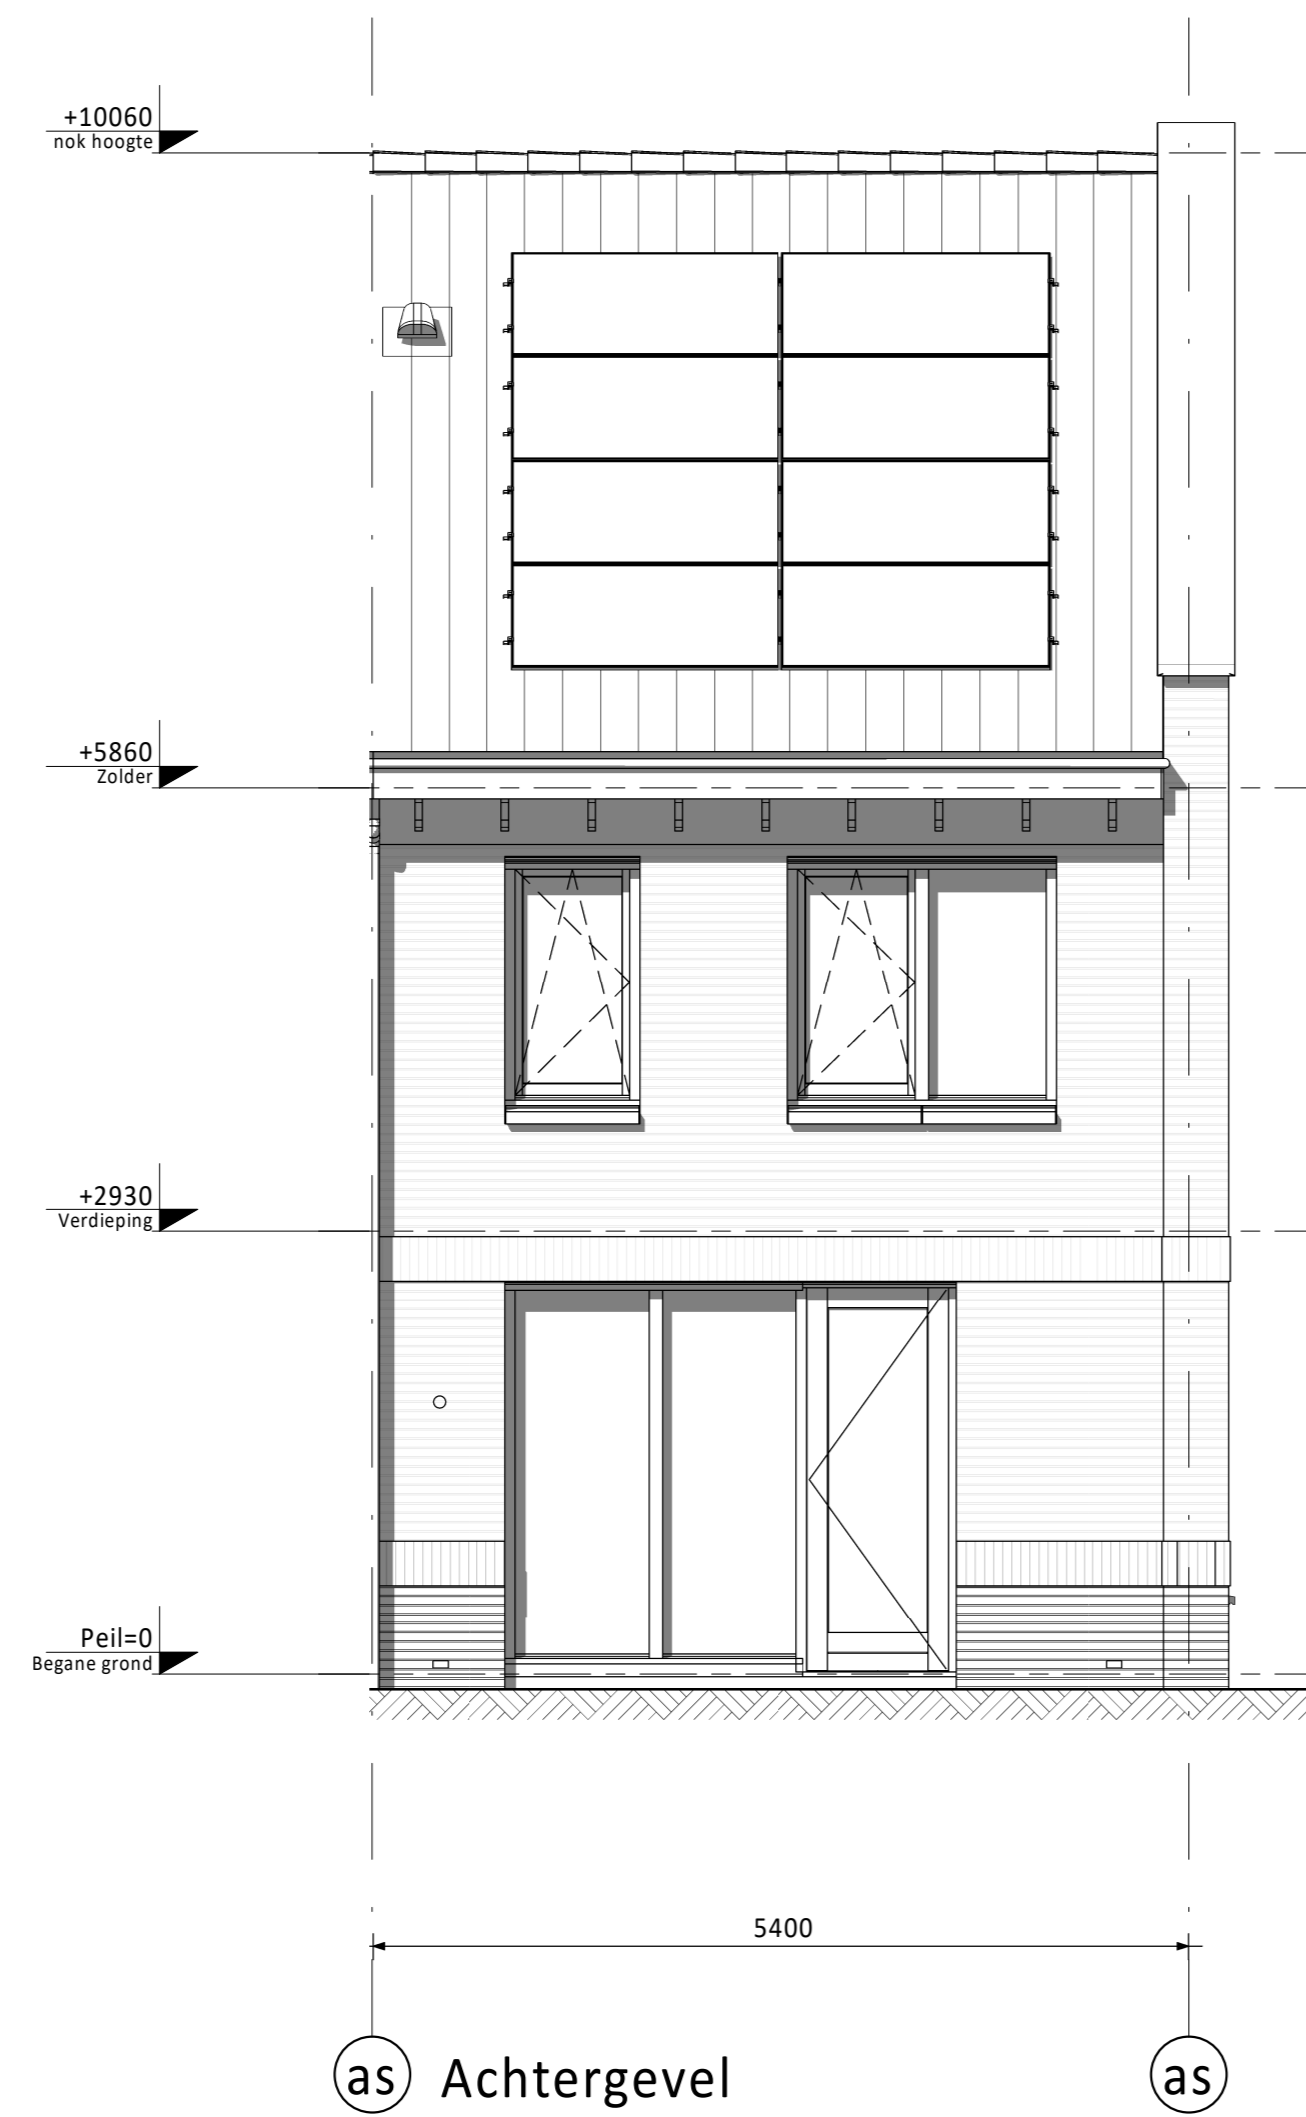 +10060
nok hoogte
+5860
Zolder
+2930
Verdieping
Peil=0
Begane grond
5400
as Achtergevel as